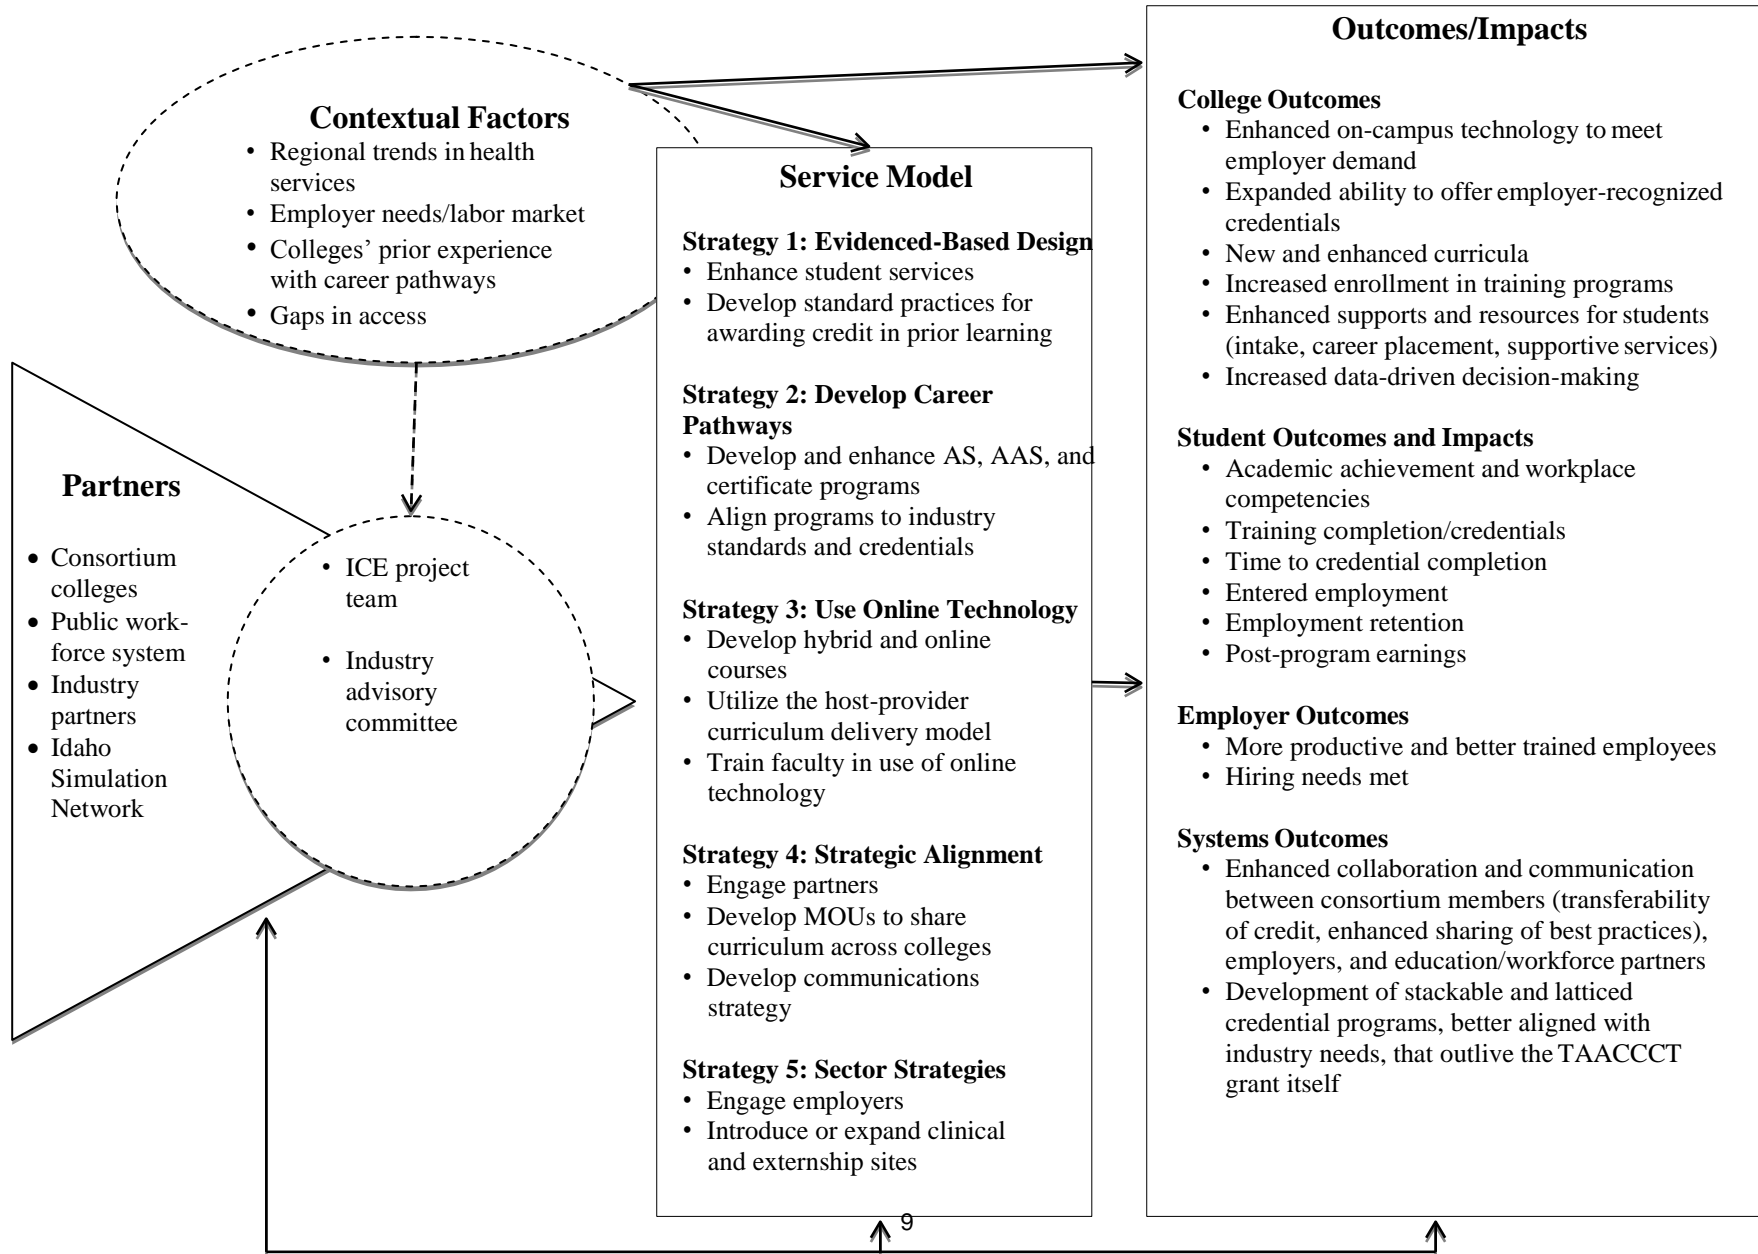 Contextual Factors
• Regional trends in health
services
• Employer needs/labor market
• Colleges’ prior experience
with career pathways
• Gaps in access
Partners
• Consortium
colleges
• Public work-
force system
• Industry
partners
• Idaho
Simulation
Network
• ICE project
team
• Industry
advisory
committee
Service Model
Strategy 1: Evidenced-Based Design
• Enhance student services
• Develop standard practices for
awarding credit in prior learning
Strategy 2: Develop Career
Pathways
• Develop and enhance AS, AAS, and
certificate programs
• Align programs to industry
standards and credentials
Strategy 3: Use Online Technology
• Develop hybrid and online
courses
• Utilize the host-provider
curriculum delivery model
• Train faculty in use of online
technology
Strategy 4: Strategic Alignment
• Engage partners
• Develop MOUs to share
curriculum across colleges
• Develop communications
strategy
Strategy 5: Sector Strategies
• Engage employers
• Introduce or expand clinical
and externship sites
Outcomes/Impacts
College Outcomes
• Enhanced on-campus technology to meet
employer demand
• Expanded ability to offer employer-recognized
credentials
• New and enhanced curricula
• Increased enrollment in training programs
• Enhanced supports and resources for students
(intake, career placement, supportive services)
• Increased data-driven decision-making
Student Outcomes and Impacts
• Academic achievement and workplace
competencies
• Training completion/credentials
• Time to credential completion
• Entered employment
• Employment retention
• Post-program earnings
Employer Outcomes
• More productive and better trained employees
• Hiring needs met
Systems Outcomes
• Enhanced collaboration and communication
between consortium members (transferability
of credit, enhanced sharing of best practices),
employers, and education/workforce partners
• Development of stackable and latticed
credential programs, better aligned with
industry needs, that outlive the TAACCCT
grant itself
9